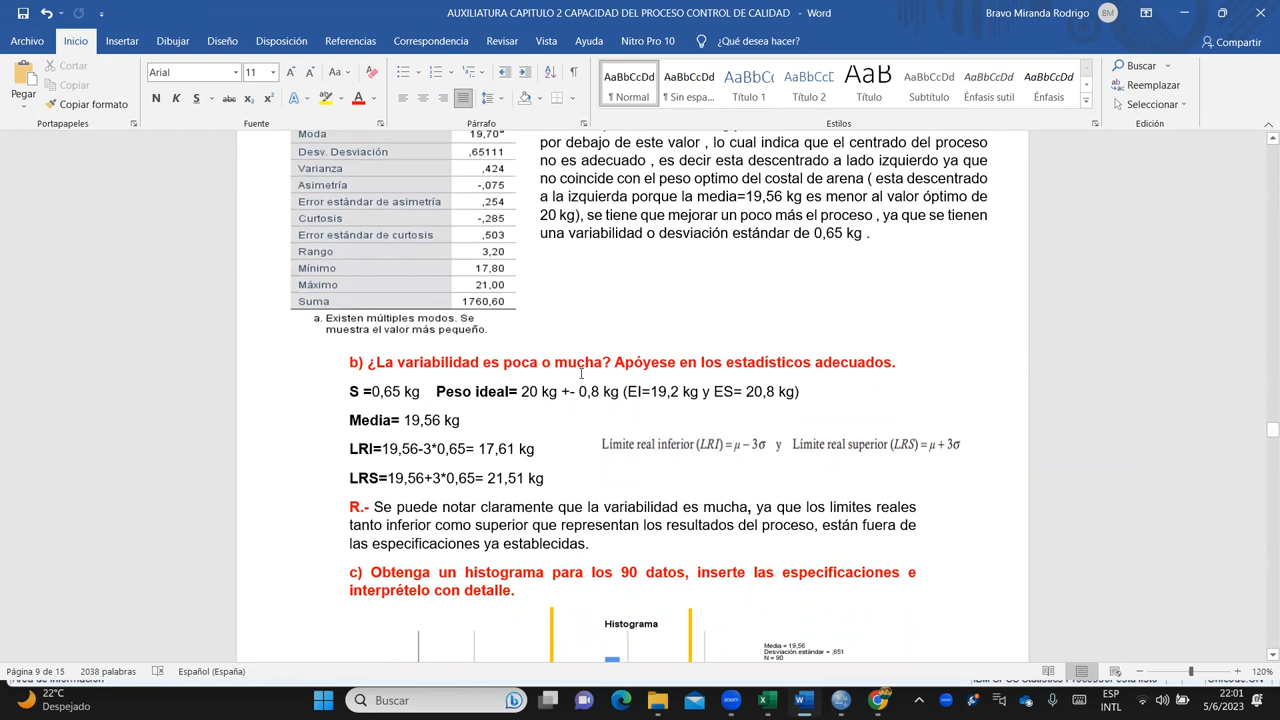 AUXILIATURA CAPITULO 2 CAPACIDAD DEL PROCESO CONTROL DE CALIDAD - Word
Bravo Miranda Rodrigo
BM
Archivo Inicio Insertar Dibujar Diseño Disposición Referencias Correspondencia Revisar Vista Ayuda Nitro Pro 10 ¿Qué desea hacer? Compartir
Pegar
Cortar
Copiar
Copiar formato
Portapapeles
Arial 11
N K S abc x₂ x² A
Fuente
Párrafo
AaBbCcDd AaBbCcDd AaBbCc AaBbCcE AaB AaBbCcDd AaBbCcDd AaBbCcDd
¶ Normal ¶ Sin espa... Título 1 Título 2 Título Subtítulo Énfasis sutil Énfasis
Estilos
Buscar
Reemplazar
Seleccionar
Edición
Moda 19,70ª
Desv. Desviación ,65111
Varianza ,424
Asimetría -,075
Error estándar de asimetría ,254
Curtosis -,285
Error estándar de curtosis ,503
Rango 3,20
Mínimo 17,80
Máximo 21,00
Suma 1760,60
a. Existen múltiples modos. Se
muestra el valor más pequeño.
por debajo de este valor , lo cual indica que el centrado del proceso
no es adecuado , es decir esta descentrado a lado izquierdo ya que
no coincide con el peso optimo del costal de arena ( esta descentrado
a la izquierda porque la media=19,56 kg es menor al valor óptimo de
20 kg), se tiene que mejorar un poco más el proceso , ya que se tienen
una variabilidad o desviación estándar de 0,65 kg .
b) ¿La variabilidad es poca o mucha? Apóyese en los estadísticos adecuados.
S =0,65 kg Peso ideal= 20 kg +- 0,8 kg (EI=19,2 kg y ES= 20,8 kg)
Media= 19,56 kg
LRI=19,56-3*0,65= 17,61 kg
Límite real inferior (LRI) = μ – 3σ y Límite real superior (LRS) = μ + 3σ
LRS=19,56+3*0,65= 21,51 kg
R.- Se puede notar claramente que la variabilidad es mucha, ya que los limites reales
tanto inferior como superior que representan los resultados del proceso, están fuera de
las especificaciones ya establecidas.
c) Obtenga un histograma para los 90 datos, inserte las especificaciones e
interprételo con detalle.
Histograma
Media = 19,56
Desviación estándar = ,651
N = 90
Página 9 de 15 2038 palabras Español (España) 120%
22°C
Despejado
Buscar
ESP
INTL
22:01
5/6/2023